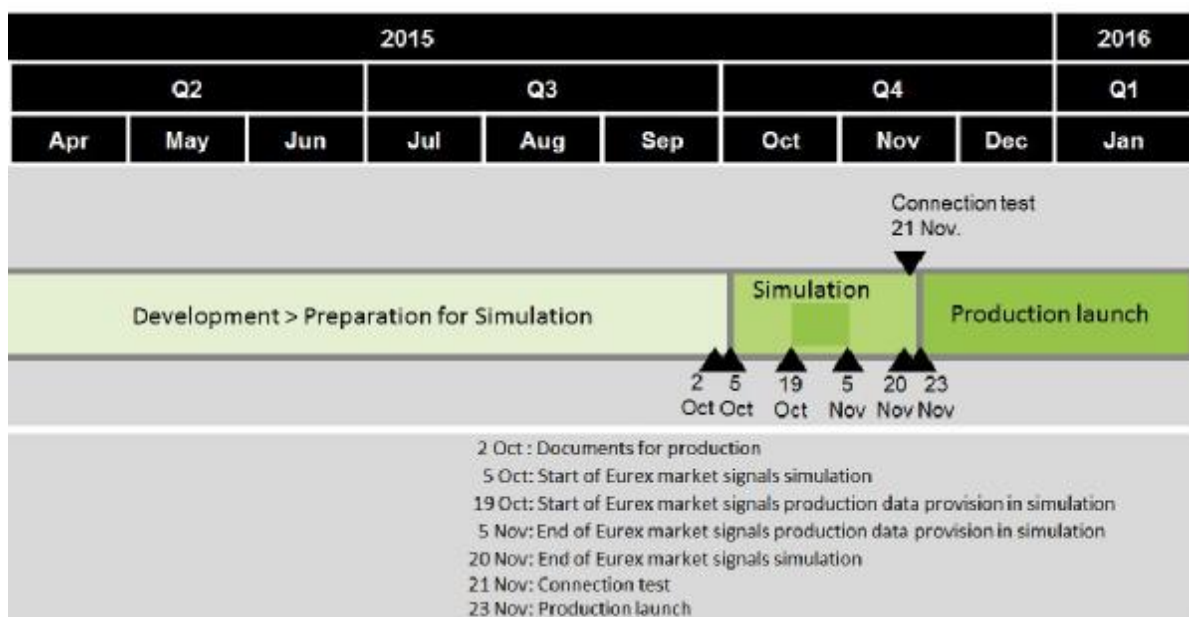 2015 2016
Q2 Q3 Q4 Q1
Apr May Jun Jul Aug Sep Oct Nov Dec Jan
Connection test
21 Nov.
Development > Preparation for Simulation
Simulation
Production launch
2 5 19 5 20 23
Oct Oct Oct Nov Nov Nov
2 Oct : Documents for production
5 Oct: Start of Eurex market signals simulation
19 Oct: Start of Eurex market signals production data provision in simulation
5 Nov: End of Eurex market signals production data provision in simulation
20 Nov: End of Eurex market signals simulation
21 Nov: Connection test
23 Nov: Production launch